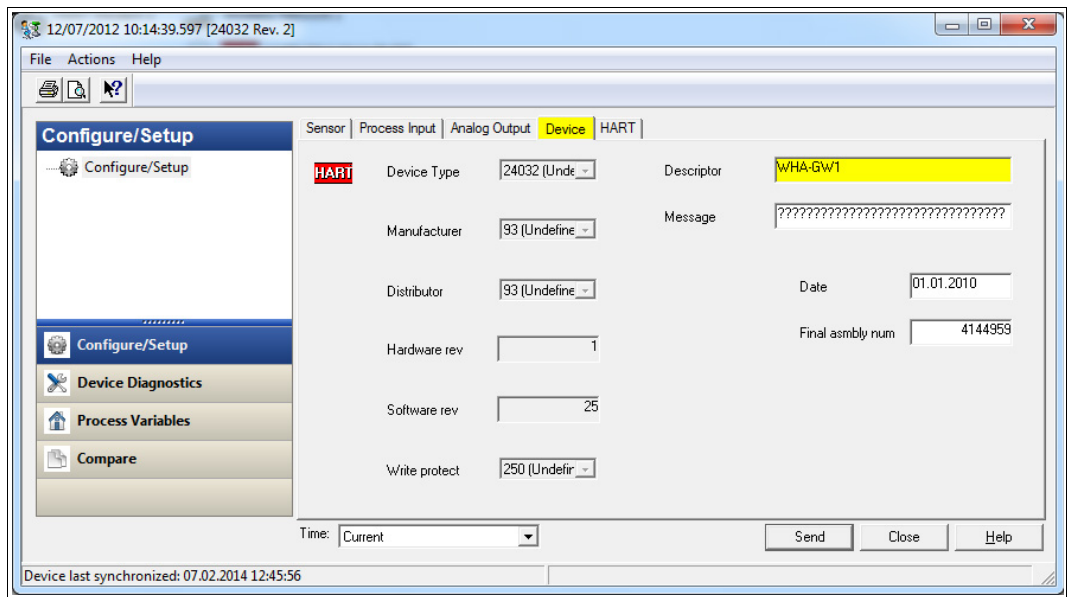 12/07/2012 10:14:39.597 [24032 Rev. 2]
File Actions Help
Configure/Setup
Configure/Setup
Configure/Setup
Device Diagnostics
Process Variables
Compare
Sensor Process Input Analog Output Device HART
HART
Device Type 24032 (Unde
Manufacturer 93 (Undefine
Distributor 93 (Undefine
Hardware rev 1
Software rev 25
Write protect 250 (Undefir
Descriptor WHA-GW1
Message ????????????????????????????????
Date 01.01.2010
Final asmbly num 4144959
Time: Current
Send Close Help
Device last synchronized: 07.02.2014 12:45:56